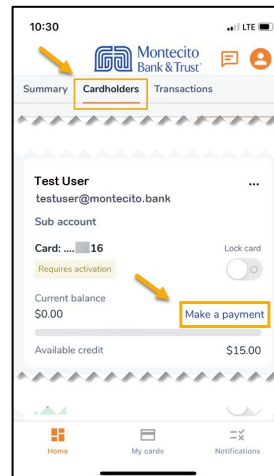 10:30
LTE
Montecito
Bank & Trust
Summary Cardholders Transactions
Test User ...
testuser@montecito.bank
Sub account
Card: .... 16
Lock card
Requires activation
Current balance
$0.00
Make a payment
Available credit $15.00
Home My cards Notifications